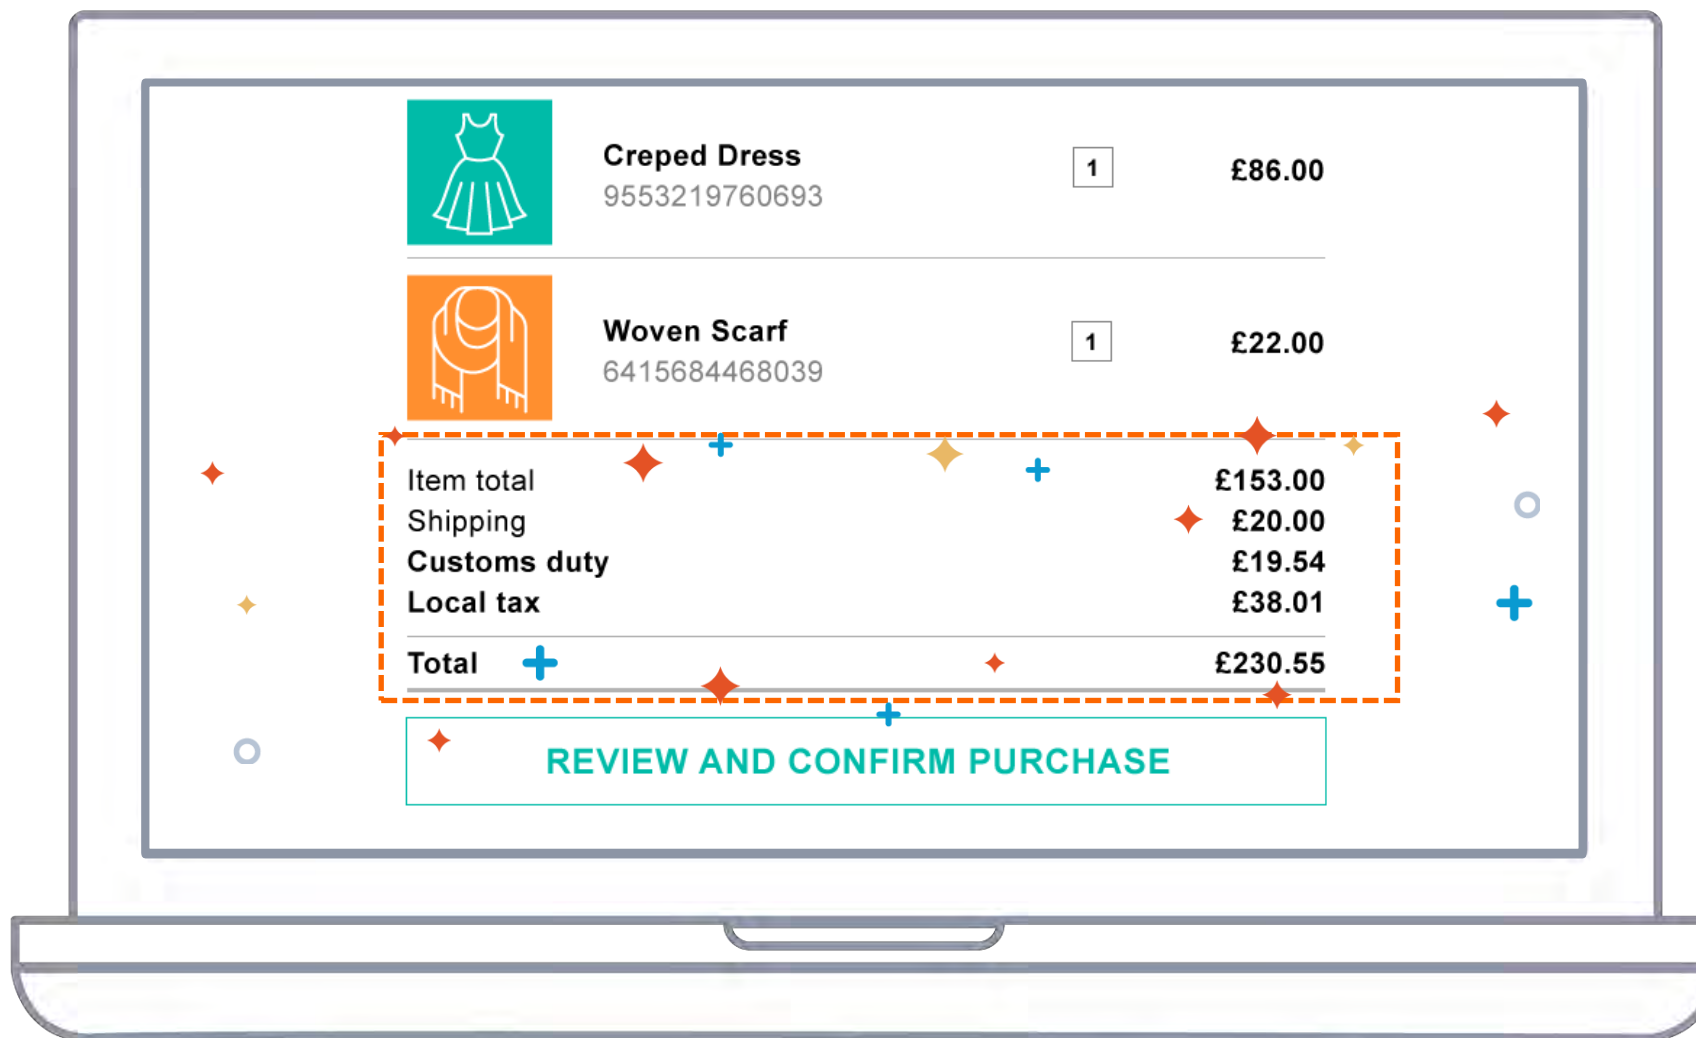 Creped Dress
9553219760693
1
£86.00
Woven Scarf
6415684468039
1
£22.00
Item total £153.00
Shipping £20.00
Customs duty £19.54
Local tax £38.01
Total £230.55
REVIEW AND CONFIRM PURCHASE